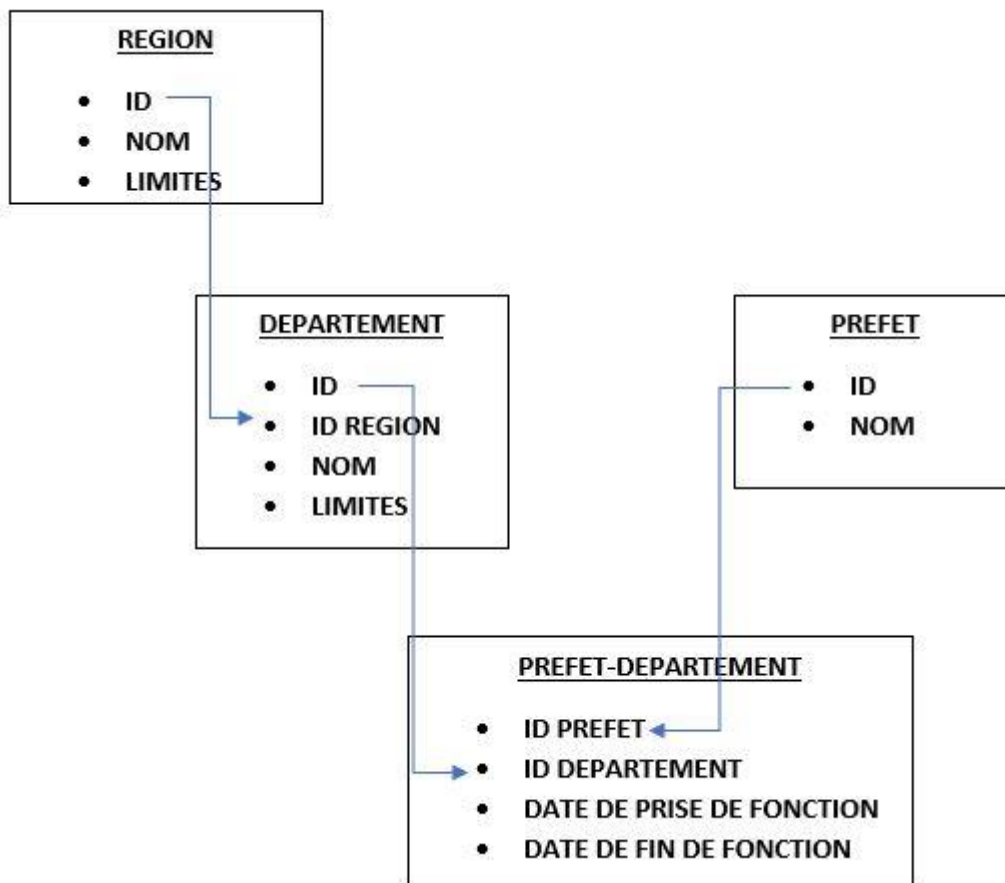 REGION
• ID
• NOM
• LIMITES
DEPARTEMENT
• ID
• ID REGION
• NOM
• LIMITES
PREFET
• ID
• NOM
PREFET-DEPARTEMENT
• ID PREFET
• ID DEPARTEMENT
• DATE DE PRISE DE FONCTION
• DATE DE FIN DE FONCTION